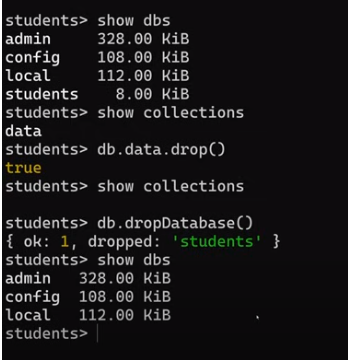 students> show dbs
admin     328.00 KiB
config    108.00 KiB
local     112.00 KiB
students    8.00 KiB
students> show collections
data
students> db.data.drop()
true
students> show collections

students> db.dropDatabase()
{ ok: 1, dropped: 'students' }
students> show dbs
admin   328.00 KiB
config  108.00 KiB
local   112.00 KiB
students>